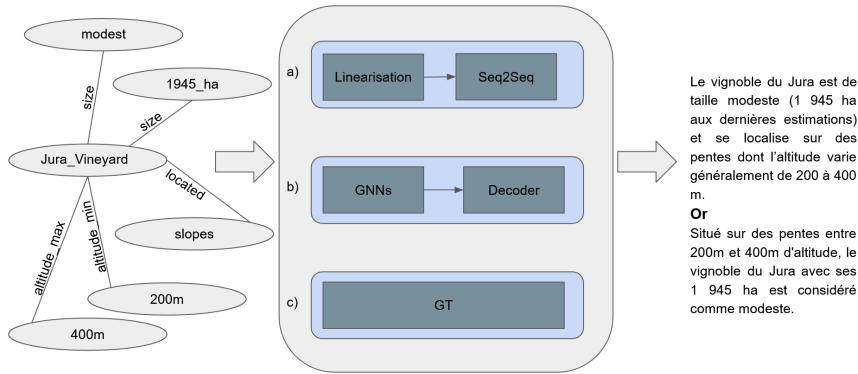 modest
size
1945_ha
size
Jura_Vineyard
located
slopes
altitude_min
altitude_max
200m
400m
a)
Linearisation
Seq2Seq
b)
GNNs
Decoder
c)
GT
Le vignoble du Jura est de
taille modeste (1 945 ha
aux dernières estimations)
et se localise sur des
pentes dont l'altitude varie
généralement de 200 à 400
m.
Or
Situé sur des pentes entre
200m et 400m d'altitude, le
vignoble du Jura avec ses
1 945 ha est considéré
comme modeste.